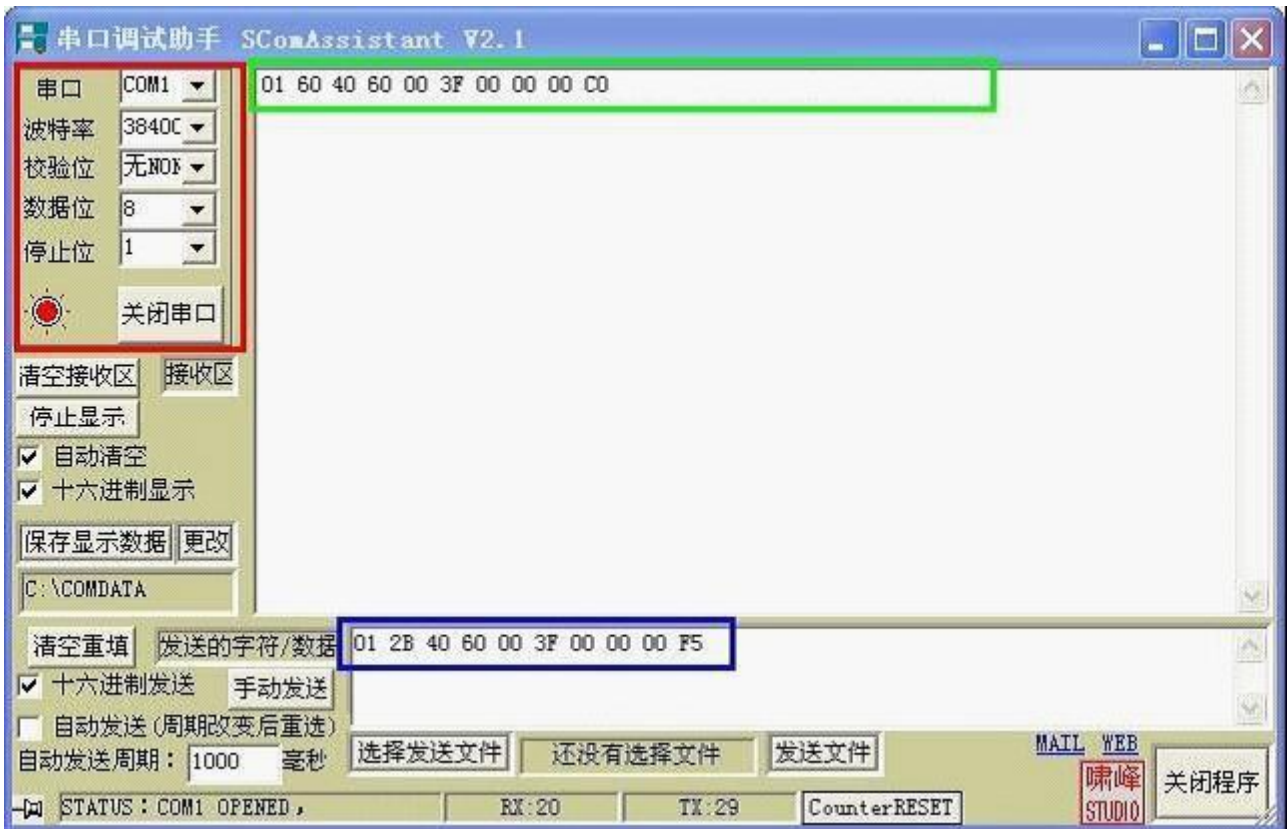 串口调试助手 SComAssistant V2.1
串口 COM1
波特率 38400
校验位 无NON
数据位 8
停止位 1
关闭串口
01 60 40 60 00 3F 00 00 00 C0
清空接收区 接收区
停止显示
自动清空
十六进制显示
保存显示数据 更改
C:\COMDATA
清空重填 发送的字符/数据
01 2B 40 60 00 3F 00 00 00 F5
十六进制发送 手动发送
自动发送(周期改变后重选)
自动发送周期: 1000 毫秒
选择发送文件 还没有选择文件 发送文件
MAIL WEB
啸峰
STUDIO
关闭程序
STATUS:COM1 OPENED, RX:20 TX:29 CounterRESET